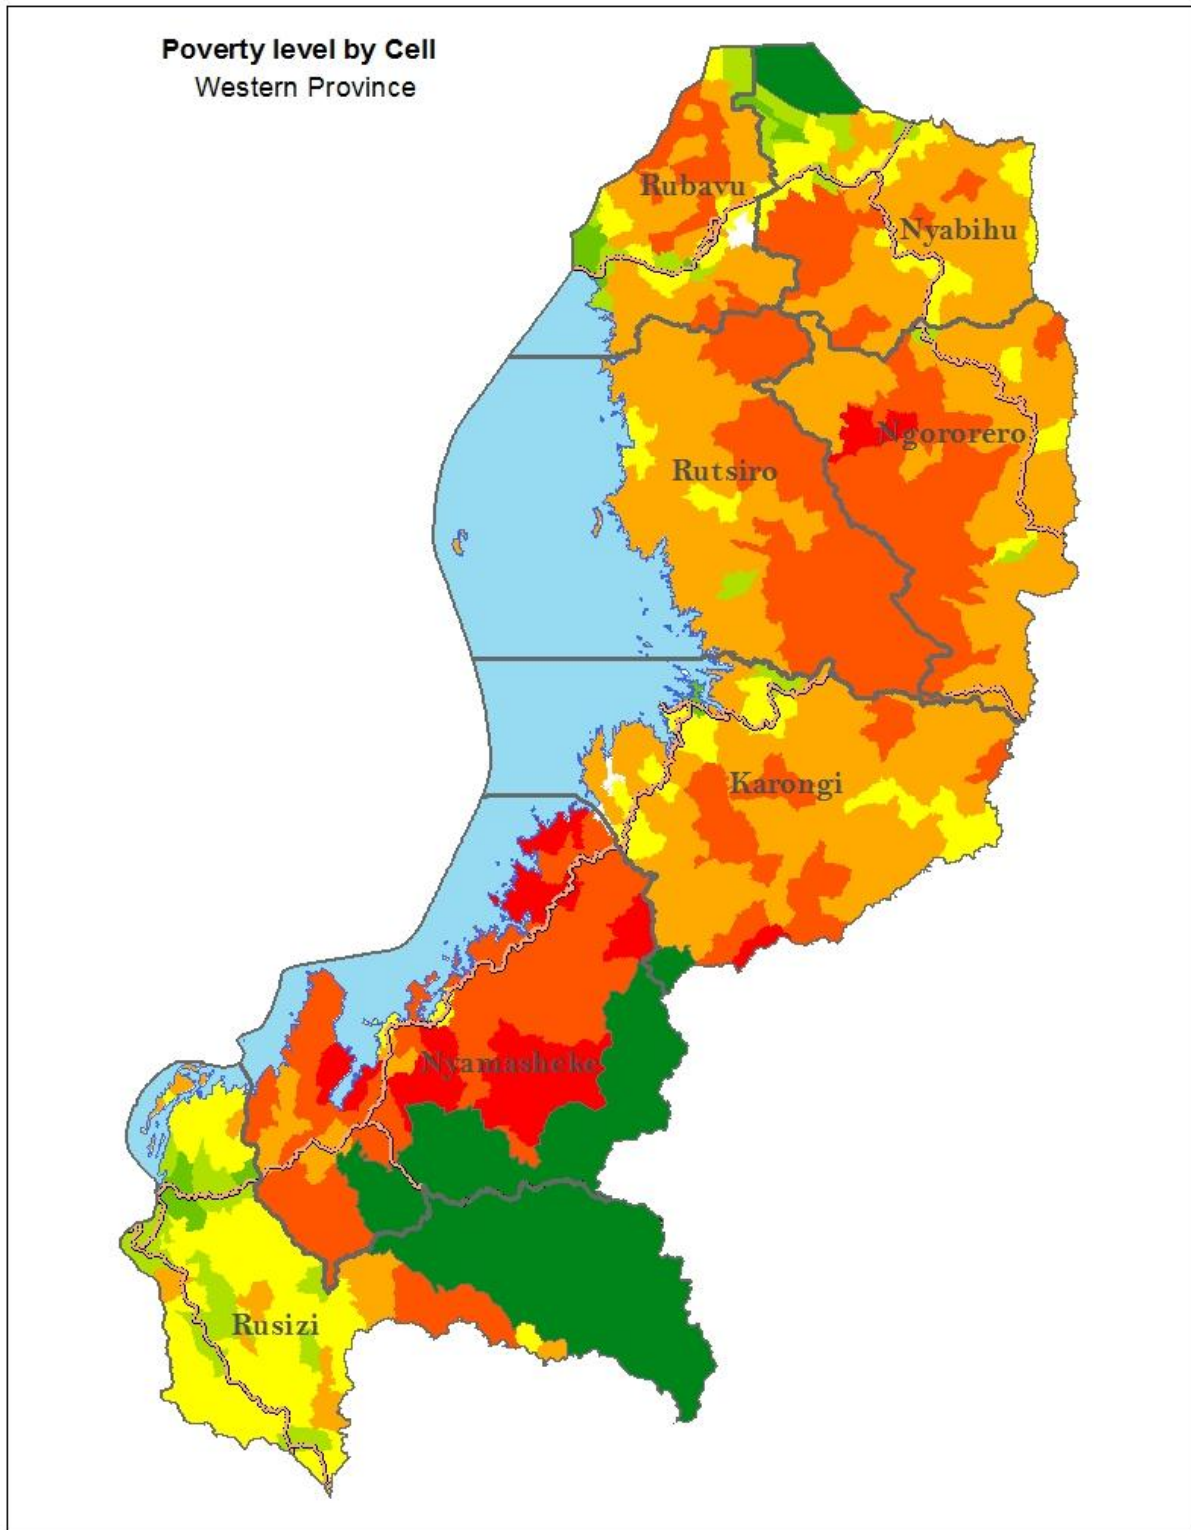 Poverty level by Cell
Western Province
Rubavu
Nyabihu
Ngororero
Rutsiro
Karongi
Nyamasheke
Rusizi